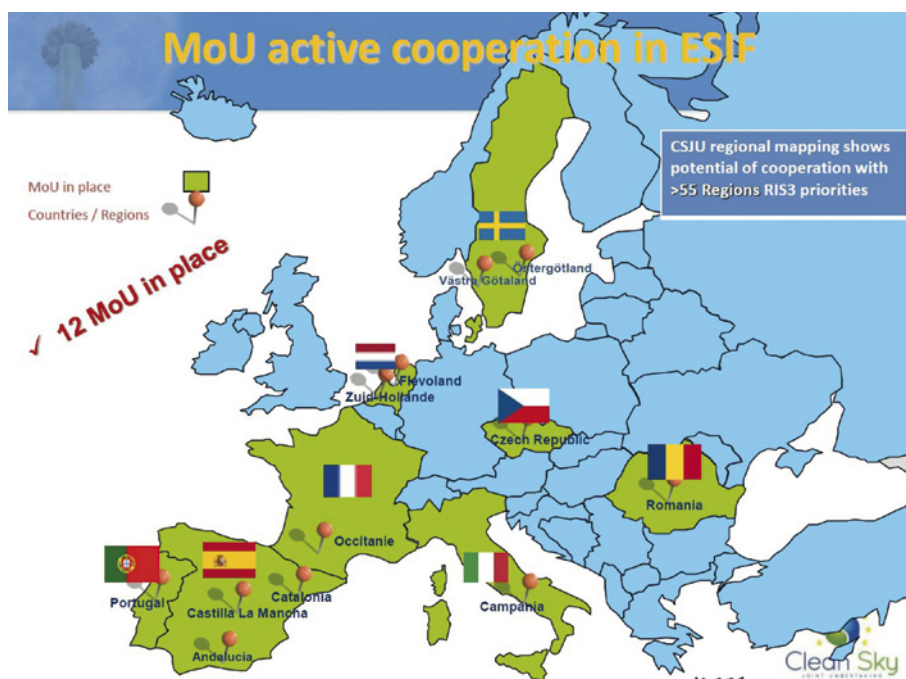 MoU active cooperation in ESIF
CSJU regional mapping shows
potential of cooperation with
>55 Regions RIS3 priorities
MoU in place
Countries / Regions
✓ 12 MoU in place
Östergötland
Västra Götaland
Flevoland
Zuid-Hollande
Czech Republic
Romania
Occitanie
Portugal
Catalonia
Castilla La Mancha
Campania
Andalucia
Clean Sky
JOINT UNDERTAKING